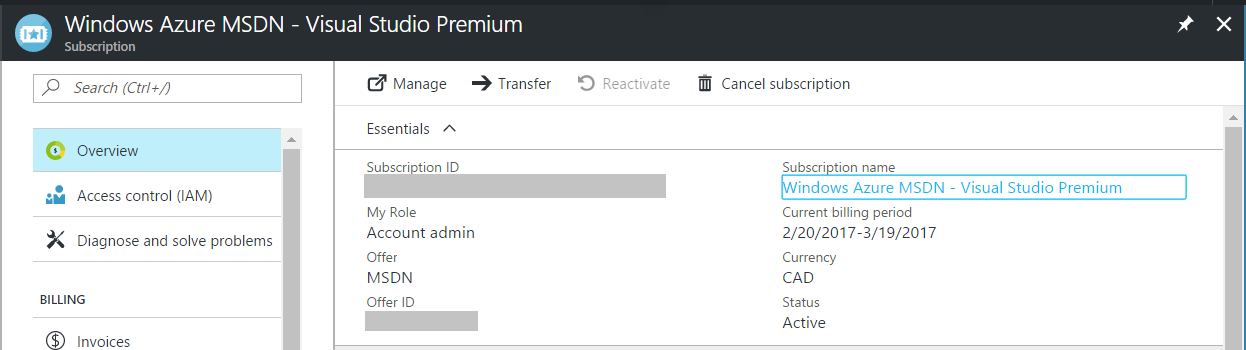 Windows Azure MSDN - Visual Studio Premium
Subscription
Search (Ctrl+/)
Manage
Transfer
Reactivate
Cancel subscription
Overview
Access control (IAM)
Diagnose and solve problems
BILLING
Invoices
Essentials
Subscription ID
Subscription name
Windows Azure MSDN - Visual Studio Premium
My Role
Current billing period
Account admin
2/20/2017-3/19/2017
Offer
Currency
MSDN
CAD
Offer ID
Status
Active